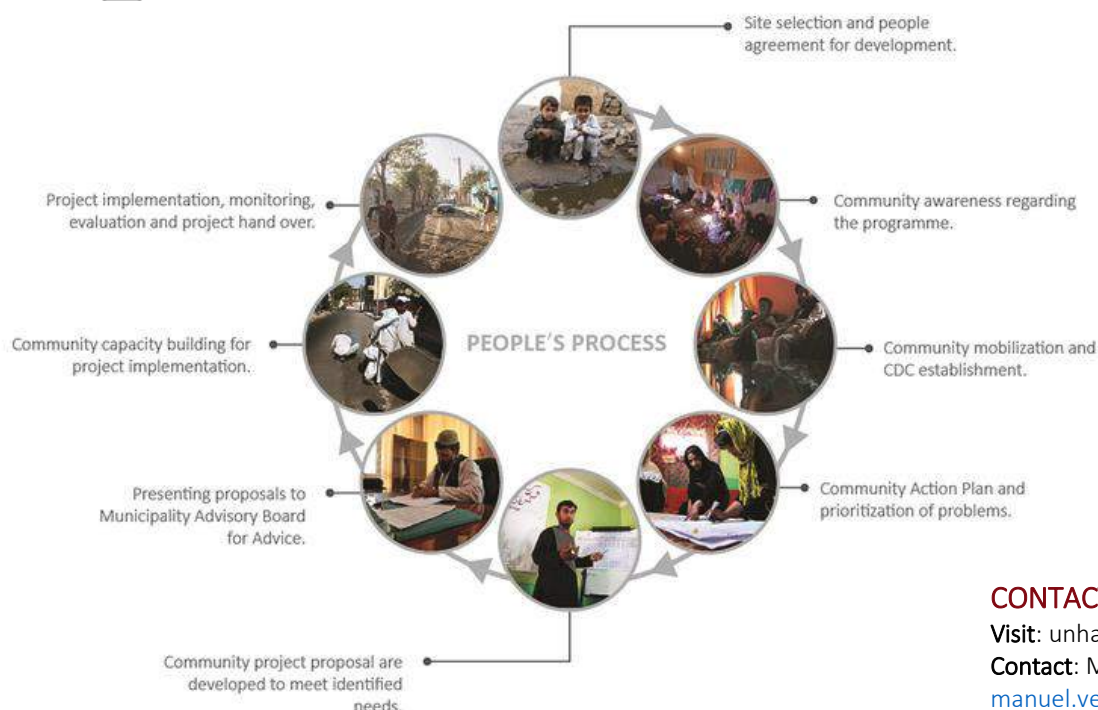 Site selection and people
agreement for development.
Community awareness regarding
the programme.
Community mobilization and
CDC establishment.
Community Action Plan and
prioritization of problems.
Community project proposal are
developed to meet identified
needs.
Presenting proposals to
Municipality Advisory Board
for Advice.
Community capacity building for
project implementation.
Project implementation, monitoring,
evaluation and project hand over.
PEOPLE'S PROCESS
CONTAC
Visit: unha
Contact: M
manuel.ve